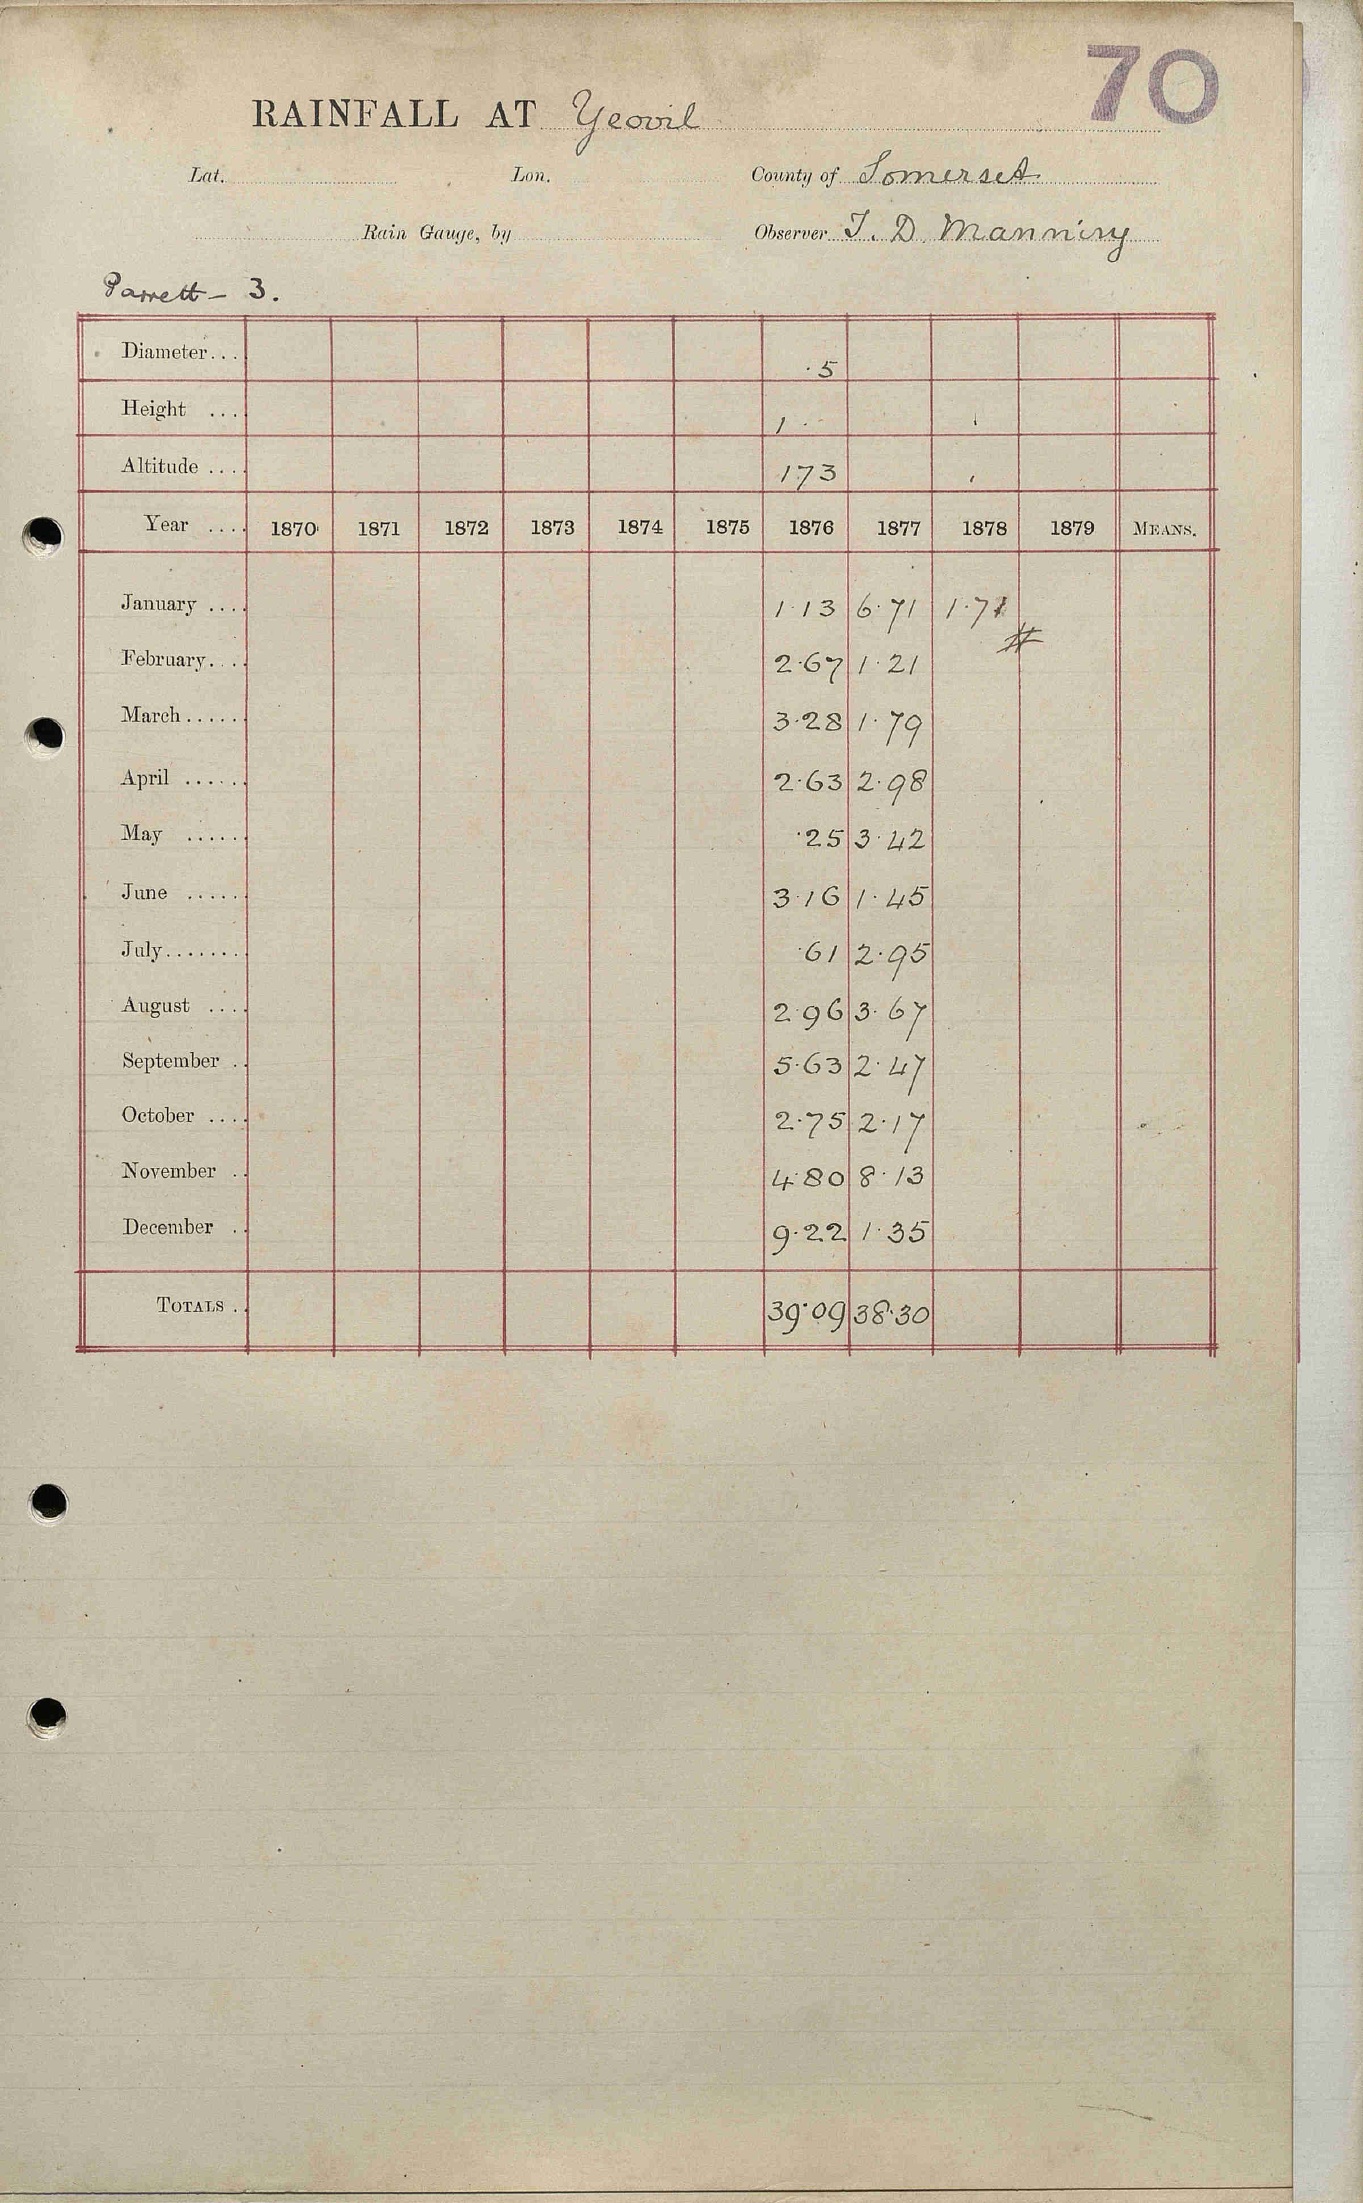 70
RAINFALL AT Yeovil
Lat. Lon. County of Somerset
Rain Gauge, by Observer T. D. Manning
Parrett - 3.
Diameter... ·5
Height ... 1
Altitude .... 173
Year .... 1870 1871 1872 1873 1874 1875 1876 1877 1878 1879 MEANS.
January .... 1·13 6·71 1·71
#
February.... 2·67 1·21
March...... 3·28 1·79
April ...... 2·63 2·98
May ...... ·25 3·42
June ...... 3·16 1·45
July....... ·61 2·95
August .... 2·96 3·67
September .. 5·63 2·47
October .... 2·75 2·17
November .. 4·80 8·13
December .. 9·22 1·35
TOTALS .. 39·09 38·30